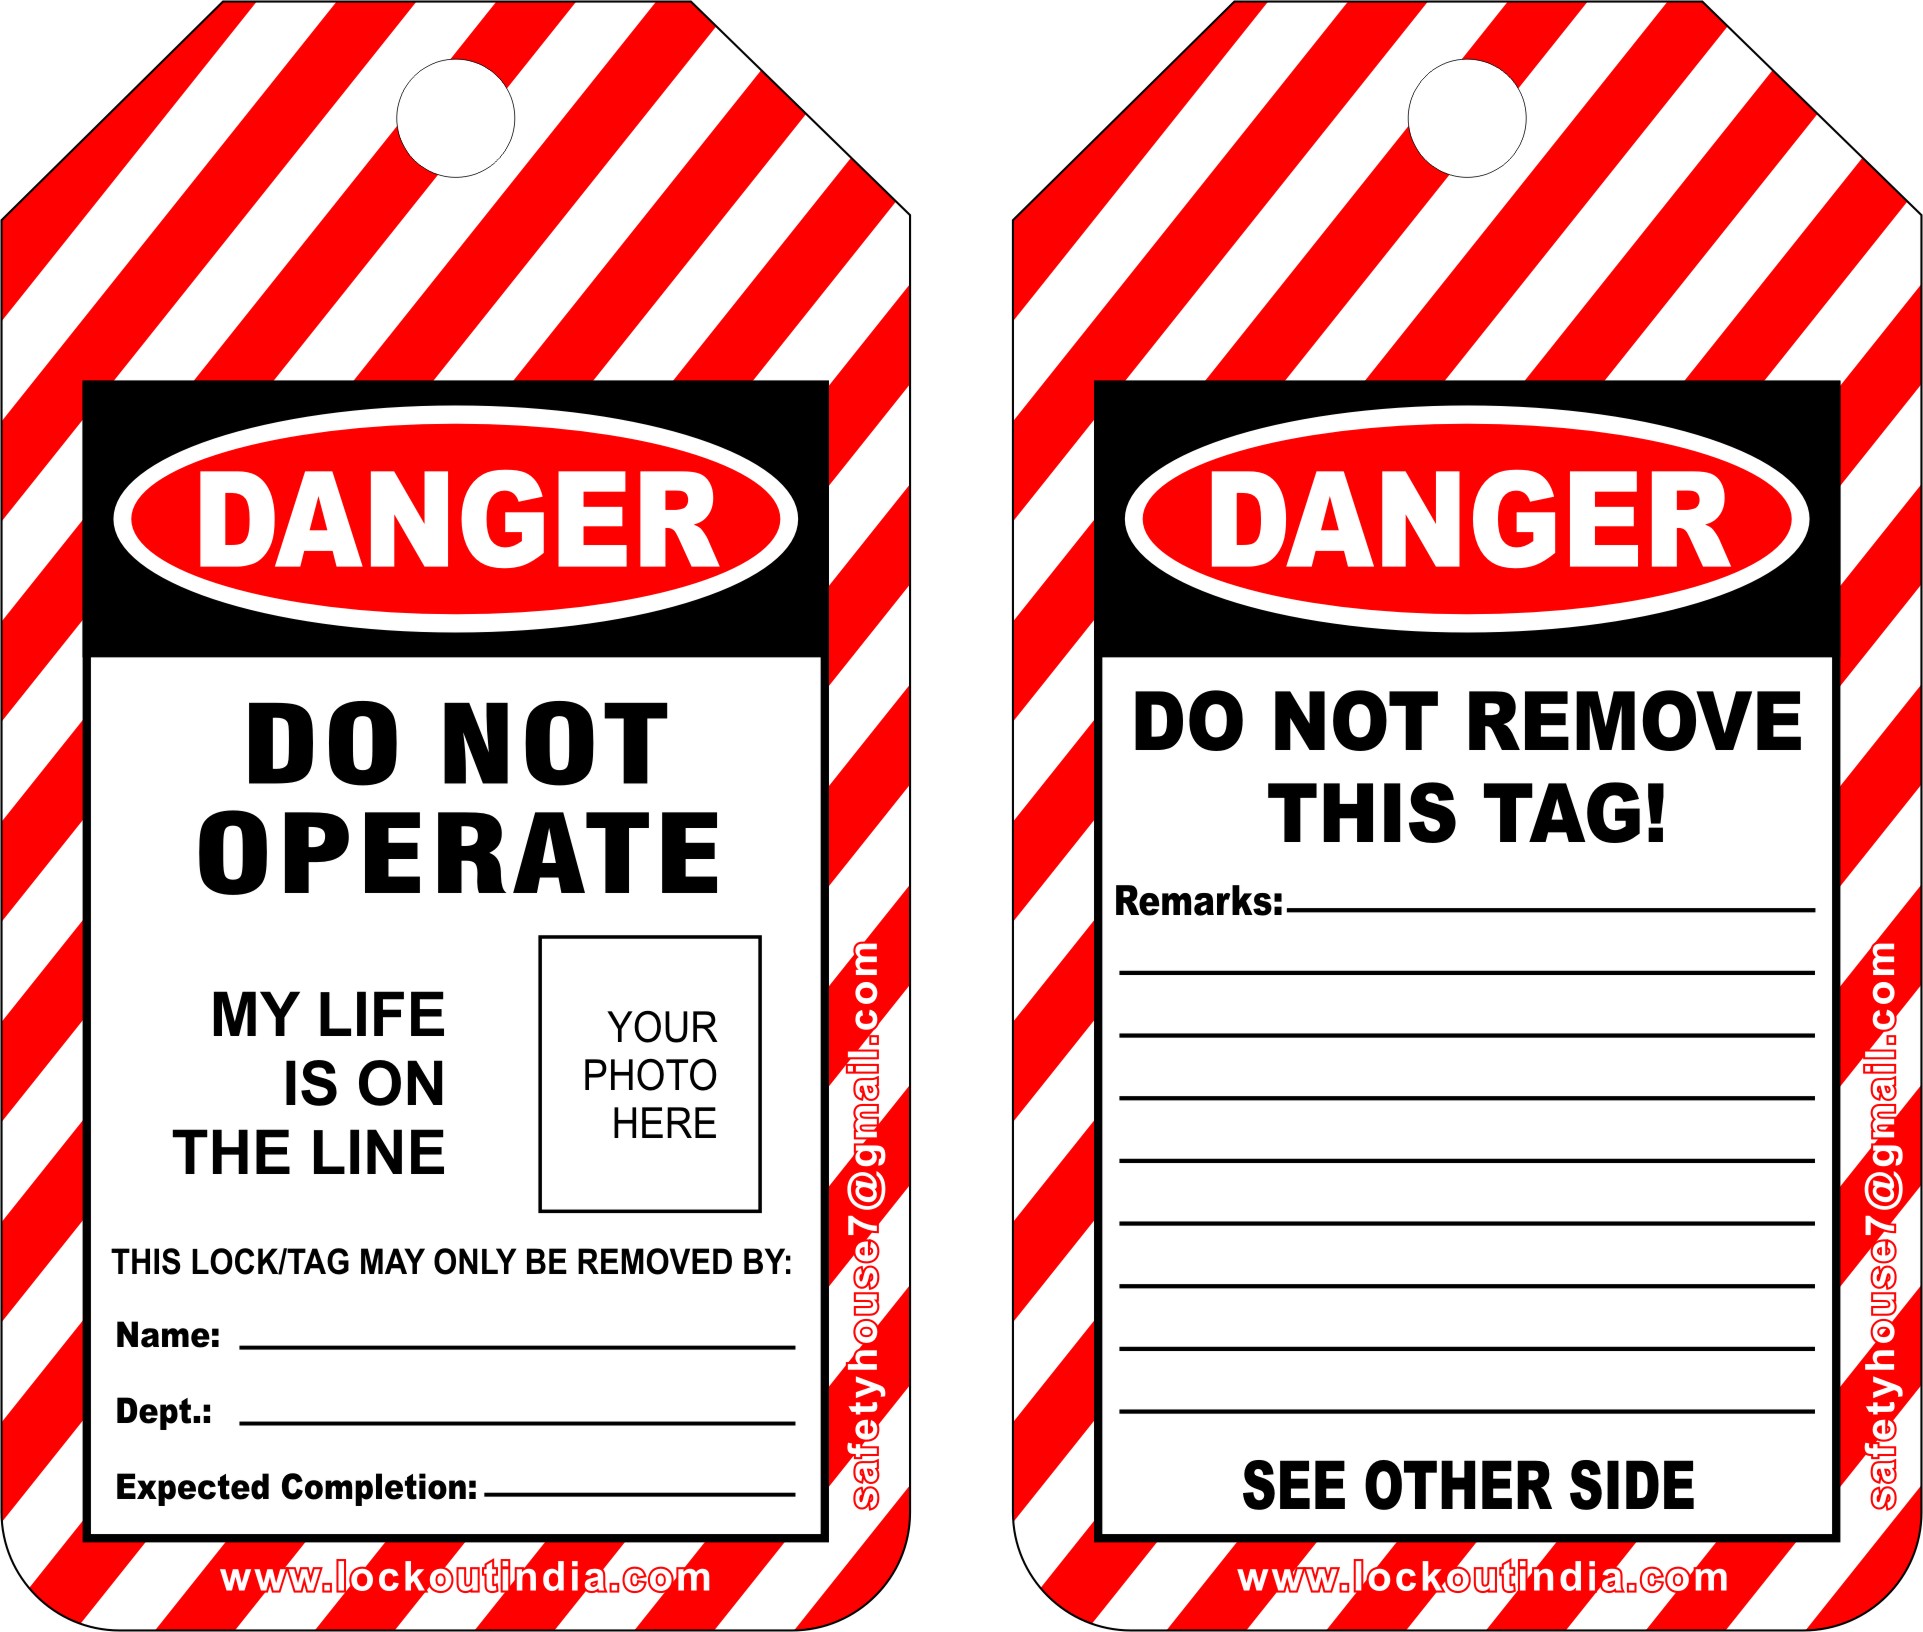 DANGER
DO NOT
OPERATE
MY LIFE
IS ON
THE LINE
YOUR
PHOTO
HERE
THIS LOCK/TAG MAY ONLY BE REMOVED BY:
Name:
Dept.:
Expected Completion:
safetyhouse7@gmail.com
www.lockoutindia.com
DANGER
DO NOT REMOVE
THIS TAG!
Remarks:
SEE OTHER SIDE
safetyhouse7@gmail.com
www.lockoutindia.com